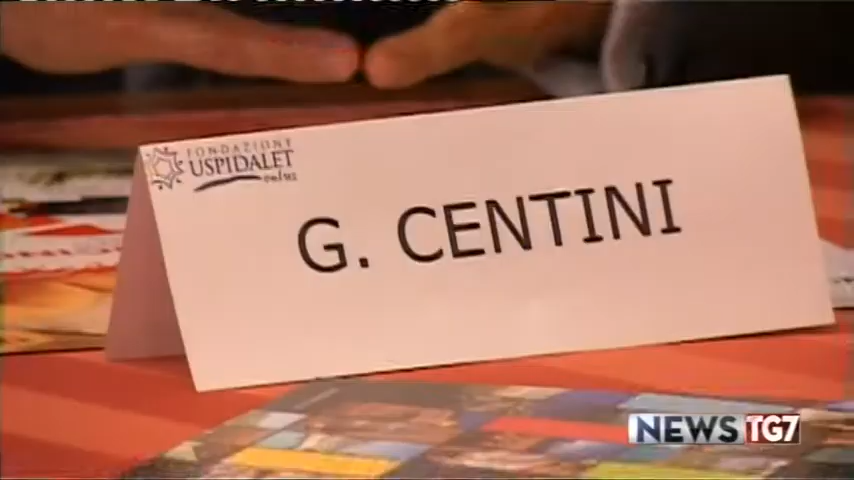 FONDAZIONE
USPIDALET
onlus
G. CENTINI
NEWS TG7